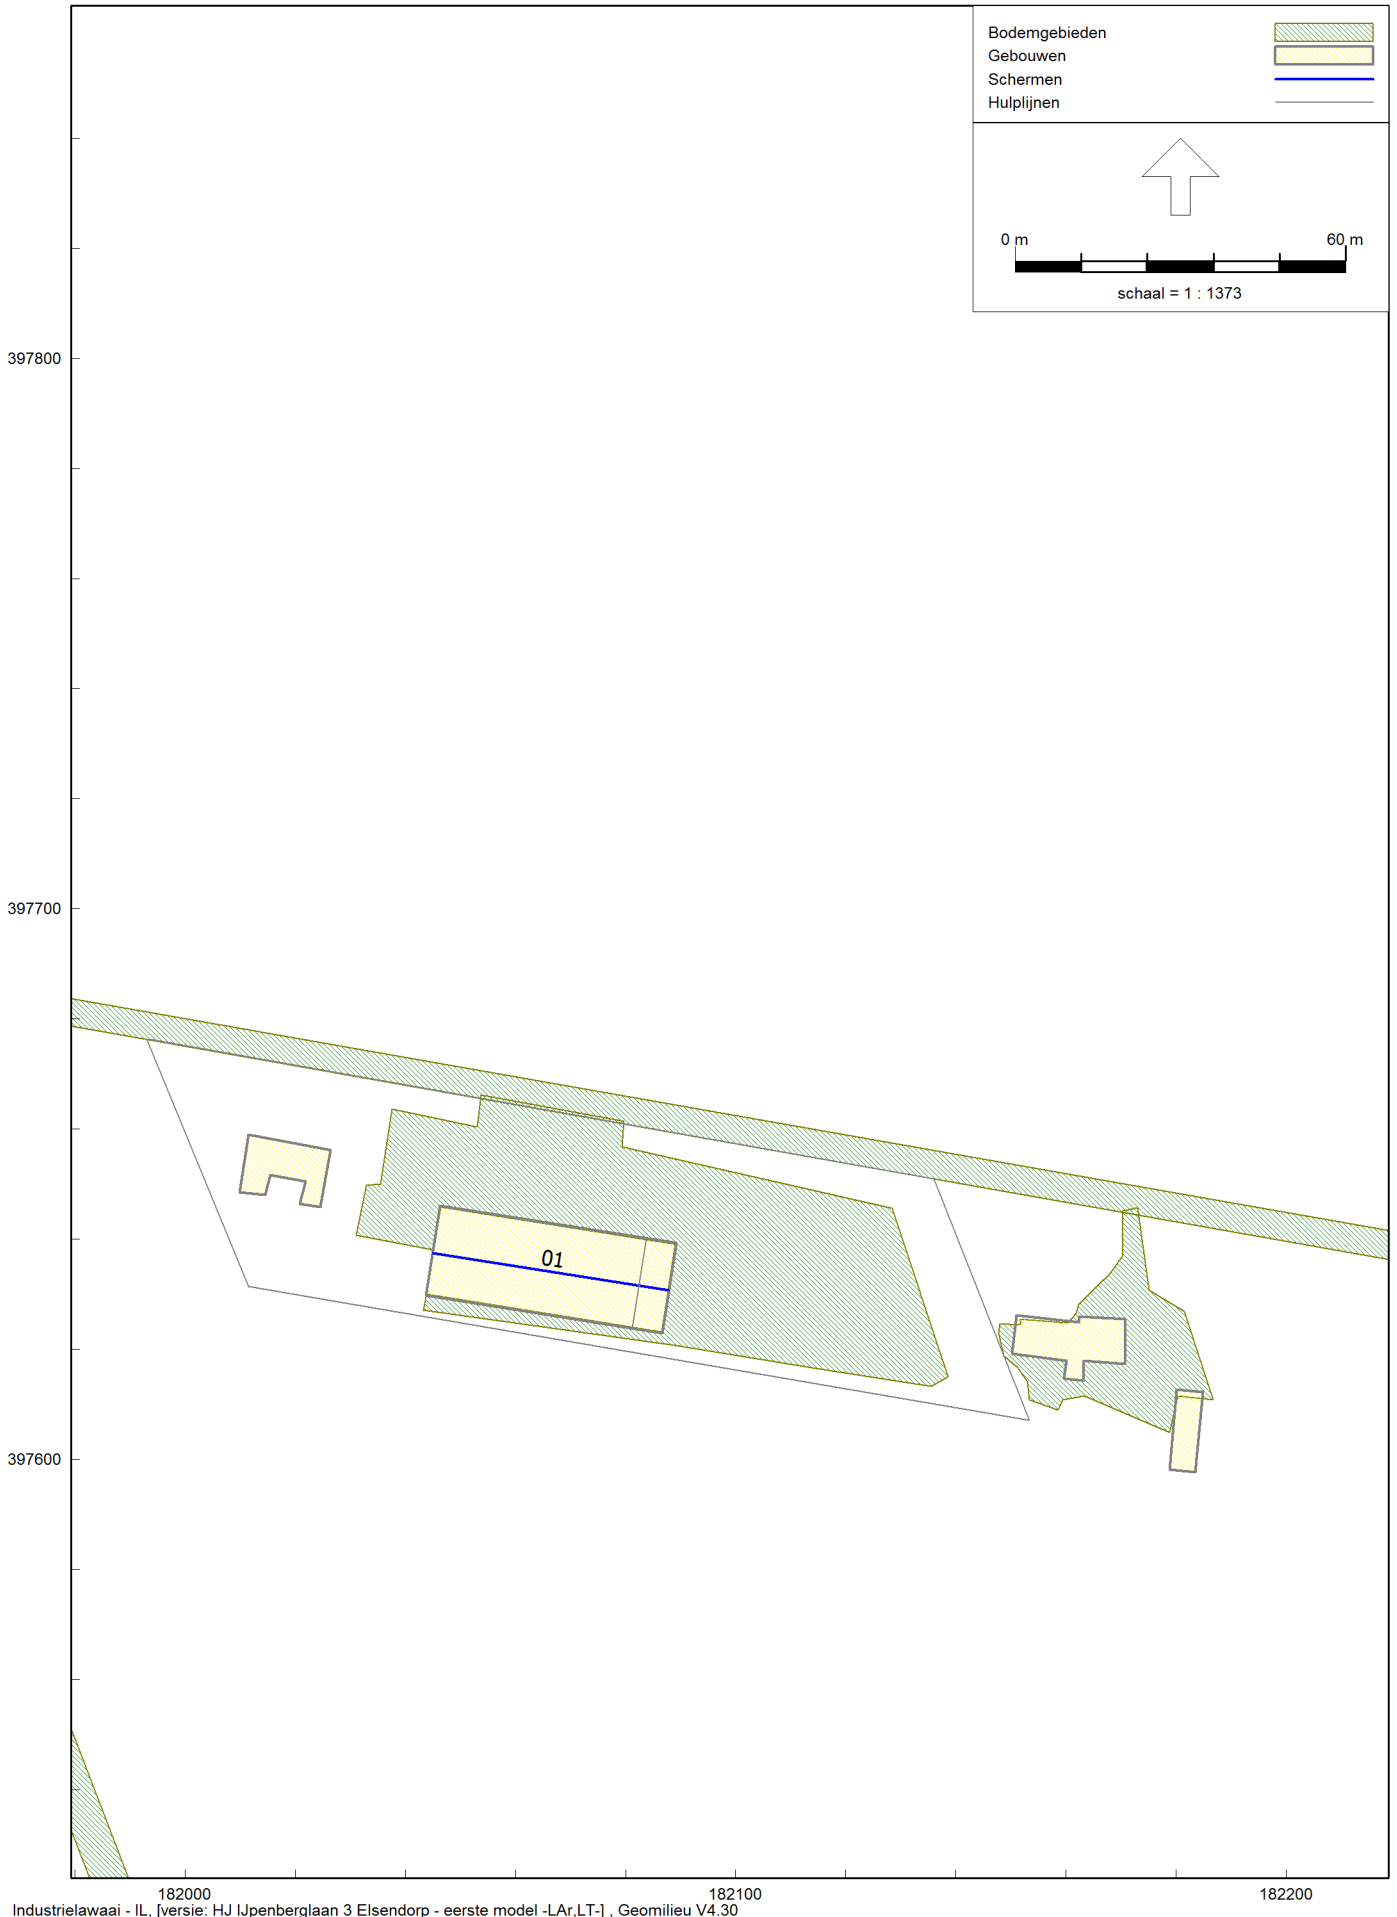 Bodemgebieden
Gebouwen
Schermen
Hulplijnen
0 m 60 m
schaal = 1 : 1373
397800
397700
01
397600
182000 182100 182200
Industrielawaai - IL, [versie: HJ IJpenberglaan 3 Elsendorp - eerste model -LAr,LT-] , Geomilieu V4.30